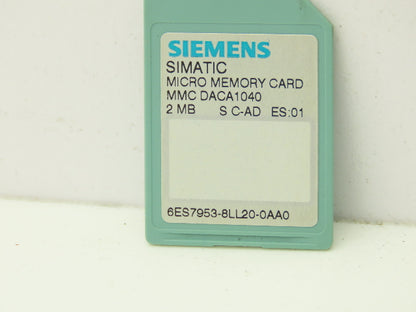 SIEMENS
SIMATIC
MICRO MEMORY CARD
MMC DACA1040
2 MB S C-AD ES:01
6ES7953-8LL20-0AA0